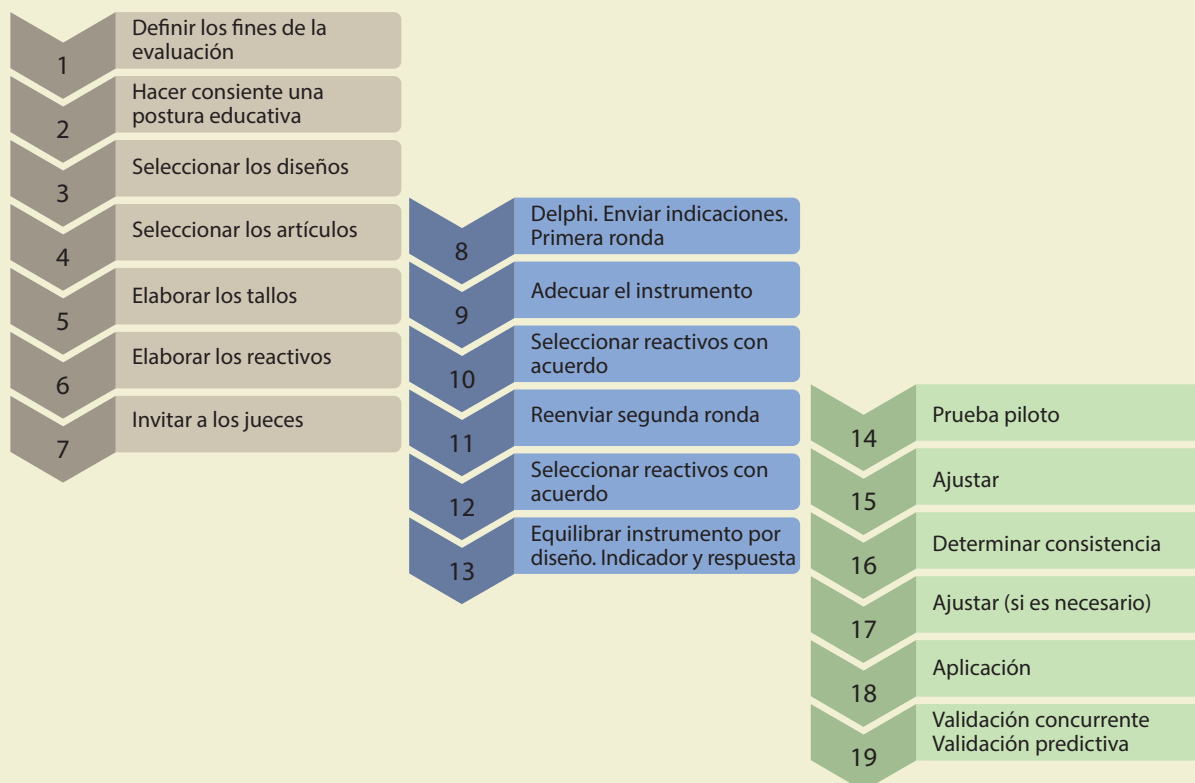 1
Definir los fines de la
evaluación
2
Hacer consiente una
postura educativa
3
Seleccionar los diseños
4
Seleccionar los artículos
5
Elaborar los tallos
6
Elaborar los reactivos
7
Invitar a los jueces
8
Delphi. Enviar indicaciones.
Primera ronda
9
Adecuar el instrumento
10
Seleccionar reactivos con
acuerdo
11
Reenviar segunda ronda
12
Seleccionar reactivos con
acuerdo
13
Equilibrar instrumento por
diseño. Indicador y respuesta
14
Prueba piloto
15
Ajustar
16
Determinar consistencia
17
Ajustar (si es necesario)
18
Aplicación
19
Validación concurrente
Validación predictiva